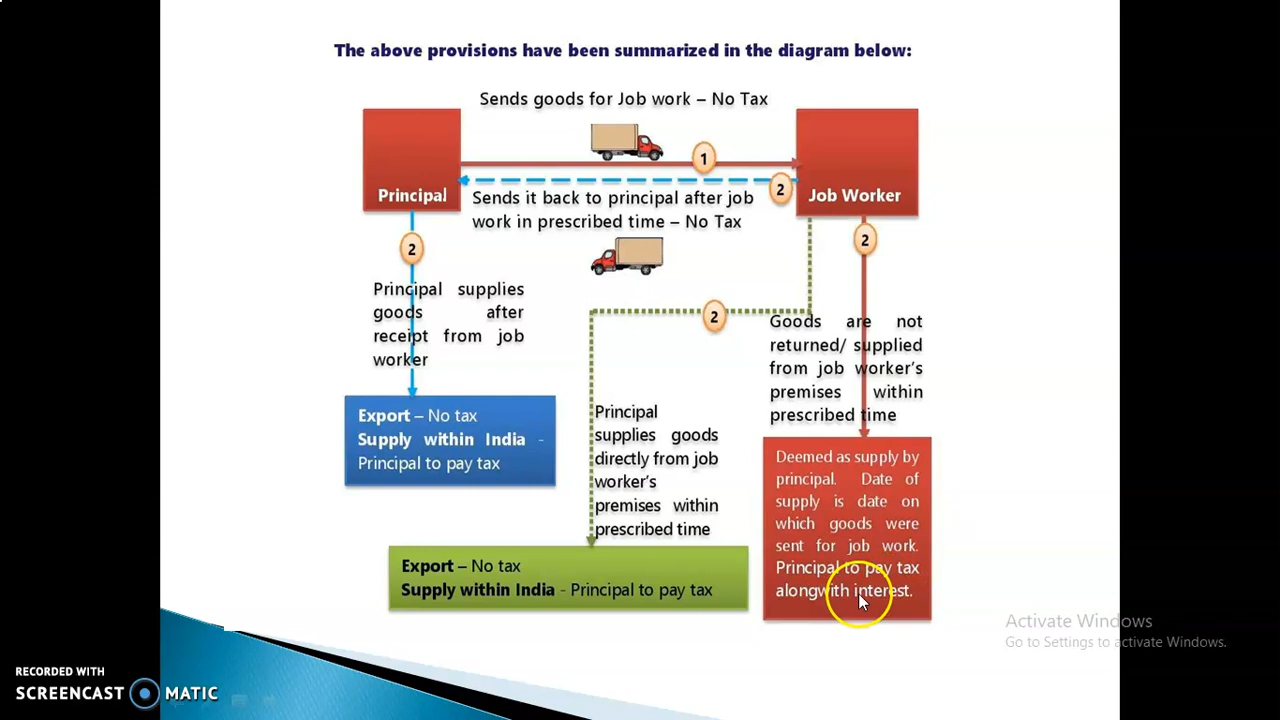 The above provisions have been summarized in the diagram below:
Sends goods for Job work – No Tax
1
Principal
Job Worker
2
Sends it back to principal after job
work in prescribed time – No Tax
2
2
Principal supplies
goods after
receipt from job
worker
2
Goods are not
returned/ supplied
from job worker's
premises within
prescribed time
Export – No tax
Supply within India -
Principal to pay tax
Principal
supplies goods
directly from job
worker's
premises within
prescribed time
Deemed as supply by
principal. Date of
supply is date on
which goods were
sent for job work.
Principal to pay tax
alongwith interest.
Export – No tax
Supply within India - Principal to pay tax
Activate Windows
Go to Settings to activate Windows.
RECORDED WITH
SCREENCAST MATIC